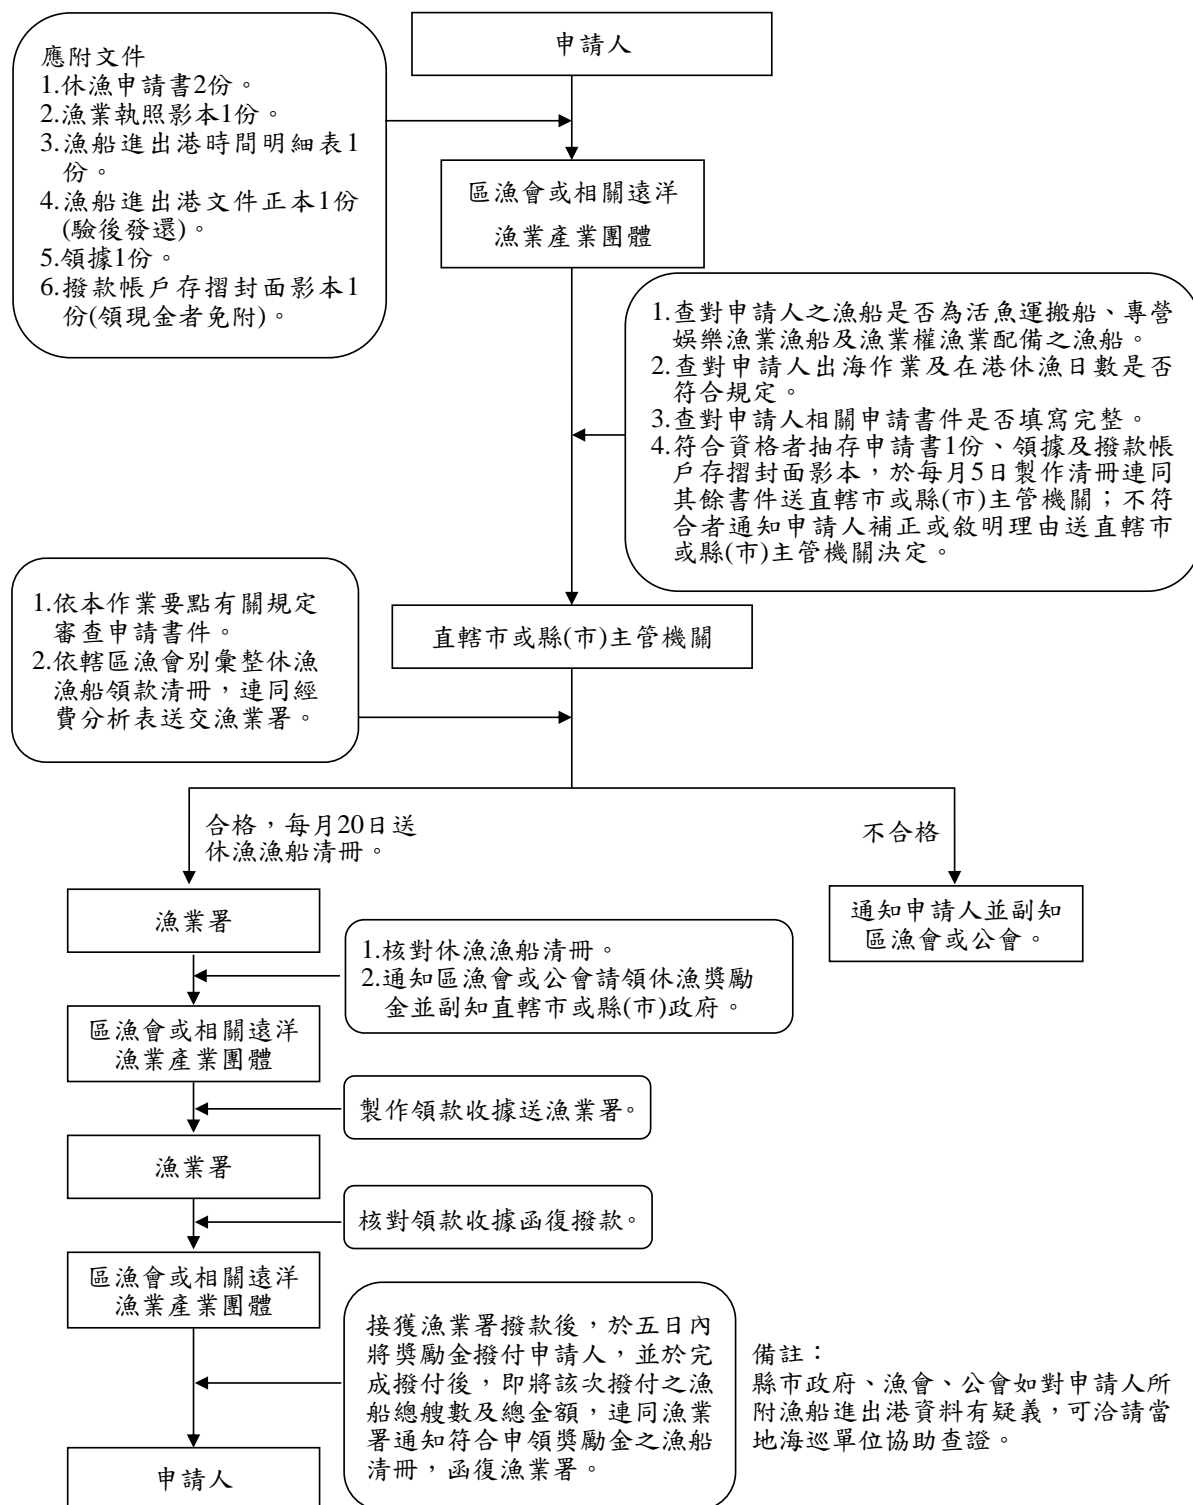 申請人
應附文件
1.休漁申請書2份。
2.漁業執照影本1份。
3.漁船進出港時間明細表1
份。
4.漁船進出港文件正本1份
(驗後發還)。
5.領據1份。
6.撥款帳戶存摺封面影本1
份(領現金者免附)。
區漁會或相關遠洋
漁業產業團體
1.查對申請人之漁船是否為活魚運搬船、專營
娛樂漁業漁船及漁業權漁業配備之漁船。
2.查對申請人出海作業及在港休漁日數是否
符合規定。
3.查對申請人相關申請書件是否填寫完整。
4.符合資格者抽存申請書1份、領據及撥款帳
戶存摺封面影本，於每月5日製作清冊連同
其餘書件送直轄市或縣(市)主管機關；不符
合者通知申請人補正或敘明理由送直轄市
或縣(市)主管機關決定。
直轄市或縣(市)主管機關
1.依本作業要點有關規定
審查申請書件。
2.依轄區漁會別彙整休漁
漁船領款清冊，連同經
費分析表送交漁業署。
合格，每月20日送
休漁漁船清冊。
不合格
漁業署
通知申請人並副知
區漁會或公會。
1.核對休漁漁船清冊。
2.通知區漁會或公會請領休漁獎勵
金並副知直轄市或縣(市)政府。
區漁會或相關遠洋
漁業產業團體
製作領款收據送漁業署。
漁業署
核對領款收據函復撥款。
區漁會或相關遠洋
漁業產業團體
接獲漁業署撥款後，於五日內
將獎勵金撥付申請人，並於完
成撥付後，即將該次撥付之漁
船總艘數及總金額，連同漁業
署通知符合申領獎勵金之漁船
清冊，函復漁業署。
備註：
縣市政府、漁會、公會如對申請人所
附漁船進出港資料有疑義，可洽請當
地海巡單位協助查證。
申請人